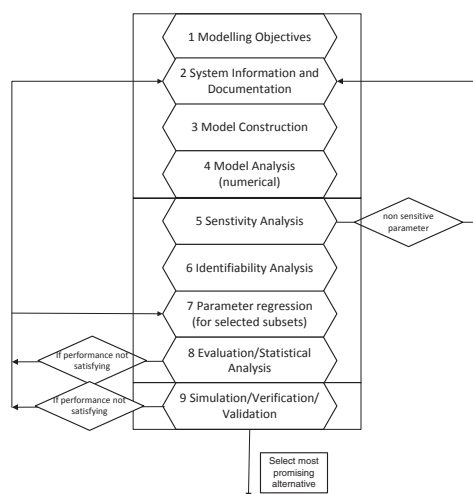 1 Modelling Objectives
2 System Information and
Documentation
3 Model Construction
4 Model Analysis
(numerical)
5 Senstivity Analysis
non sensitive
parameter
6 Identifiability Analysis
7 Parameter regression
(for selected subsets)
If performance not
satisfying
8 Evaluation/Statistical
Analysis
If performance not
satisfying
9 Simulation/Verification/
Validation
Select most
promising
alternative